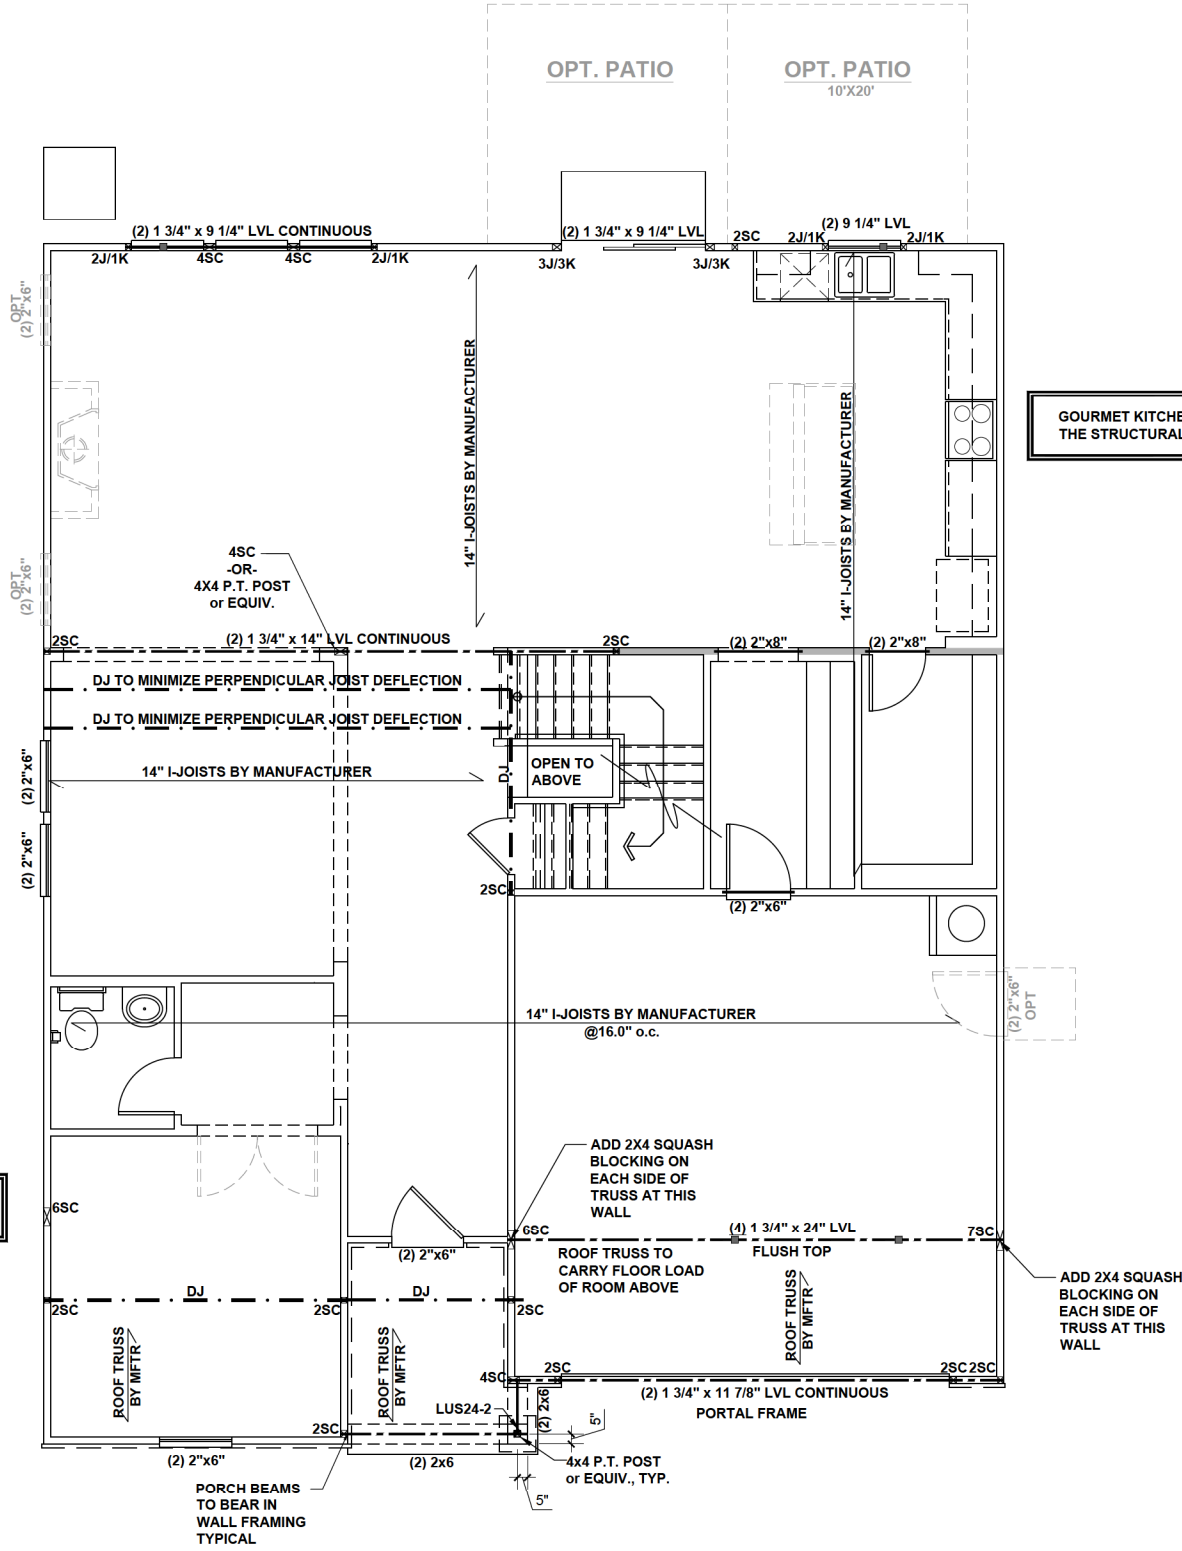 OPT. PATIO
OPT. PATIO
10'X20'
(2) 1 3/4" x 9 1/4" LVL CONTINUOUS
(2) 1 3/4" x 9 1/4" LVL
(2) 9 1/4" LVL
2SC
2J/1K
2J/1K
2J/1K
4SC
4SC
2J/1K
3J/3K
3J/3K
OPT
(2) 2"x6"
14" I-JOISTS BY MANUFACTURER
14" I-JOISTS BY MANUFACTURER
GOURMET KITCHE
THE STRUCTURAL
4SC
-OR-
4X4 P.T. POST
or EQUIV.
OPT
(2) 2"x6"
2SC
(2) 1 3/4" x 14" LVL CONTINUOUS
2SC
(2) 2"x8"
(2) 2"x8"
DJ TO MINIMIZE PERPENDICULAR JOIST DEFLECTION
DJ TO MINIMIZE PERPENDICULAR JOIST DEFLECTION
14" I-JOISTS BY MANUFACTURER
DJ
OPEN TO
ABOVE
(2) 2"x6"
(2) 2"x6"
2SC
(2) 2"x6"
14" I-JOISTS BY MANUFACTURER
@16.0" o.c.
(2) 2"x6"
OPT
ADD 2X4 SQUASH
BLOCKING ON
EACH SIDE OF
TRUSS AT THIS
WALL
6SC
6SC
(4) 1 3/4" x 24" LVL
7SC
FLUSH TOP
(2) 2"x6"
ROOF TRUSS TO
CARRY FLOOR LOAD
OF ROOM ABOVE
ADD 2X4 SQUASH
BLOCKING ON
EACH SIDE OF
TRUSS AT THIS
WALL
DJ
DJ
2SC
2SC
2SC
ROOF TRUSS
BY MFTR
ROOF TRUSS
BY MFTR
ROOF TRUSS
BY MFTR
4SC
2SC
2SC
2SC
(2) 1 3/4" x 11 7/8" LVL CONTINUOUS
PORTAL FRAME
LUS24-2
(2) 2x6
5"
2SC
(2) 2"x6"
(2) 2x6
4x4 P.T. POST
or EQUIV., TYP.
5"
PORCH BEAMS
TO BEAR IN
WALL FRAMING
TYPICAL